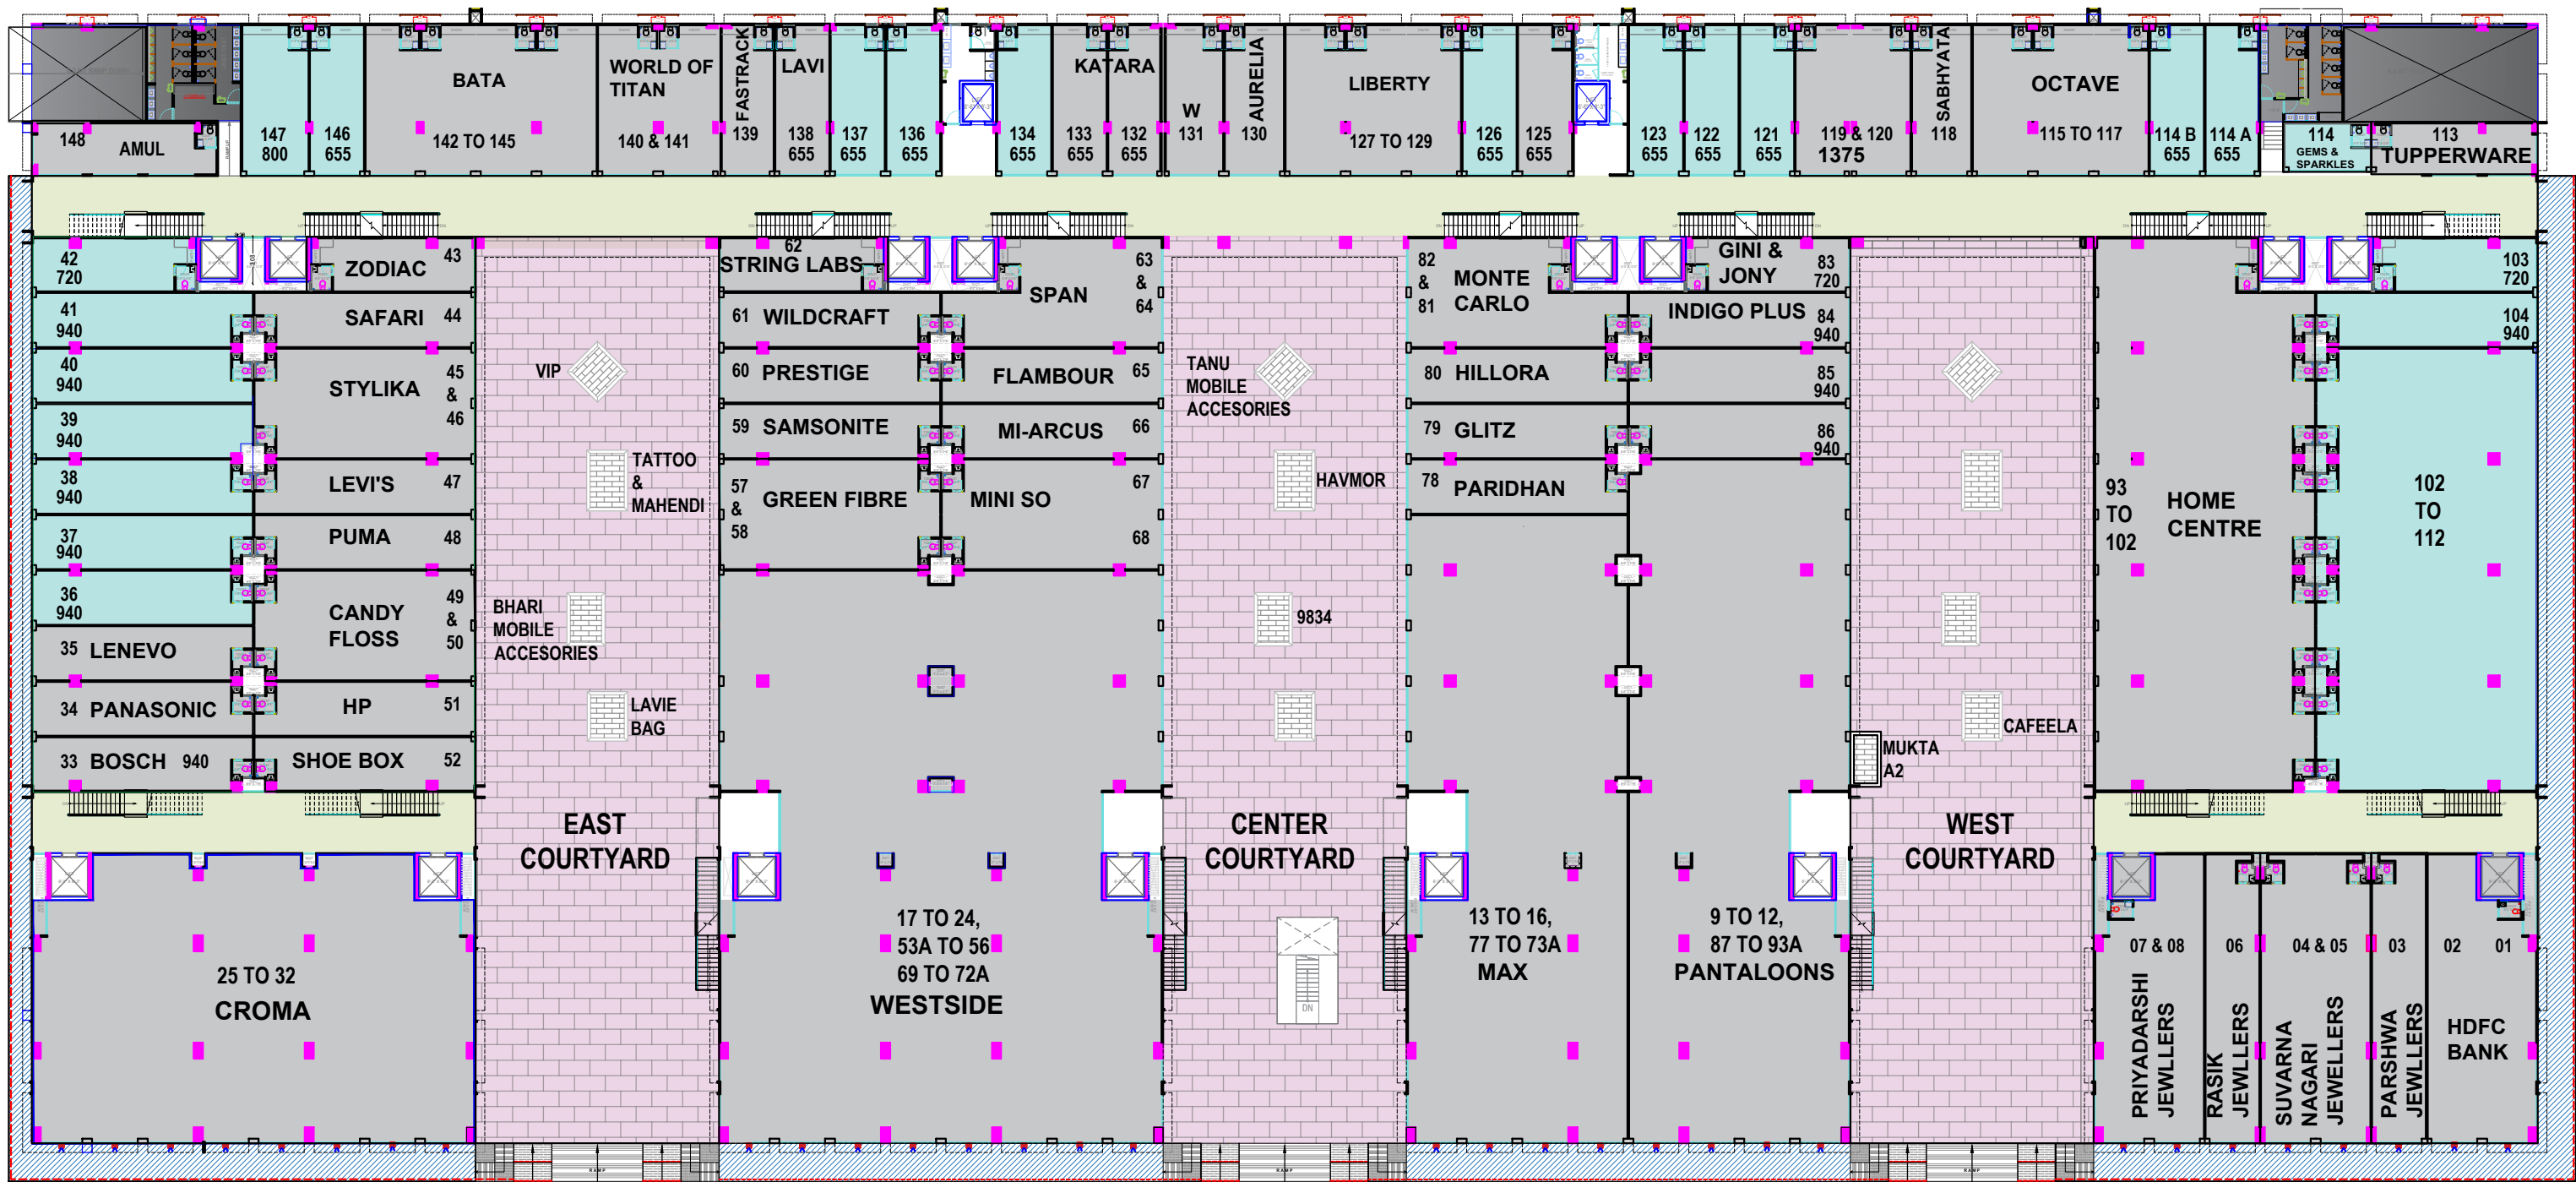 148
AMUL
147
800
146
655
BATA
142 TO 145
WORLD OF
TITAN
140 & 141
FASTRACK
139
LAVI
138
655
137
655
136
655
134
655
KATARA
133
655
132
655
W
131
AURELIA
130
LIBERTY
127 TO 129
126
655
125
655
123
655
122
655
121
655
119 & 120
1375
SABHYATA
118
OCTAVE
115 TO 117
114 B
655
114 A
655
114
GEMS &
SPARKLES
113
TUPPERWARE
42
720
41
940
40
940
39
940
38
940
37
940
36
940
35 LENEVO
34 PANASONIC
33 BOSCH 940
ZODIAC 43
SAFARI 44
STYLIKA
45
&
46
LEVI'S 47
PUMA 48
CANDY
FLOSS
49
&
50
HP 51
SHOE BOX 52
VIP
TATTOO
&
MAHENDI
BHARI
MOBILE
ACCESORIES
LAVIE
BAG
EAST
COURTYARD
62
STRING LABS
61 WILDCRAFT
60 PRESTIGE
59 SAMSONITE
57
&
58
GREEN FIBRE
63
&
64
SPAN
FLAMBOUR 65
MI-ARCUS 66
MINI SO
67
68
TANU
MOBILE
ACCESORIES
HAVMOR
9834
CENTER
COURTYARD
DN
82
&
81
MONTE
CARLO
80 HILLORA
79 GLITZ
78 PARIDHAN
GINI &
JONY
83
720
INDIGO PLUS
84
940
85
940
86
940
CAFEELA
MUKTA
A2
WEST
COURTYARD
93
TO
102
HOME
CENTRE
103
720
104
940
102
TO
112
25 TO 32
CROMA
17 TO 24,
53A TO 56
69 TO 72A
WESTSIDE
13 TO 16,
77 TO 73A
MAX
9 TO 12,
87 TO 93A
PANTALOONS
07 & 08
PRIYADARSHI
JEWLLERS
06
RASIK
JEWLLERS
04 & 05
SUVARNA
NAGARI
JEWELLERS
03
PARSHWA
JEWLLERS
02
01
HDFC
BANK
RAMP
RAMP
RAMP